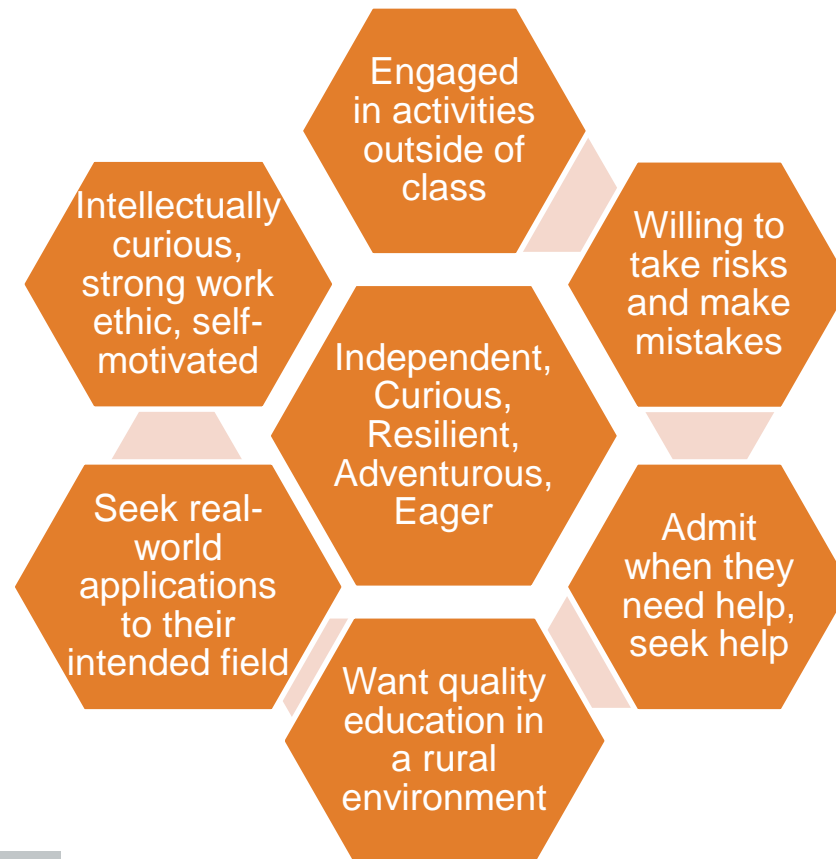 Engaged
in activities
outside of
class
Willing to
take risks
and make
mistakes
Admit
when they
need help,
seek help
Want quality
education in
a rural
environment
Seek real-
world
applications
to their
intended field
Intellectually
curious,
strong work
ethic, self-
motivated
Independent,
Curious,
Resilient,
Adventurous,
Eager